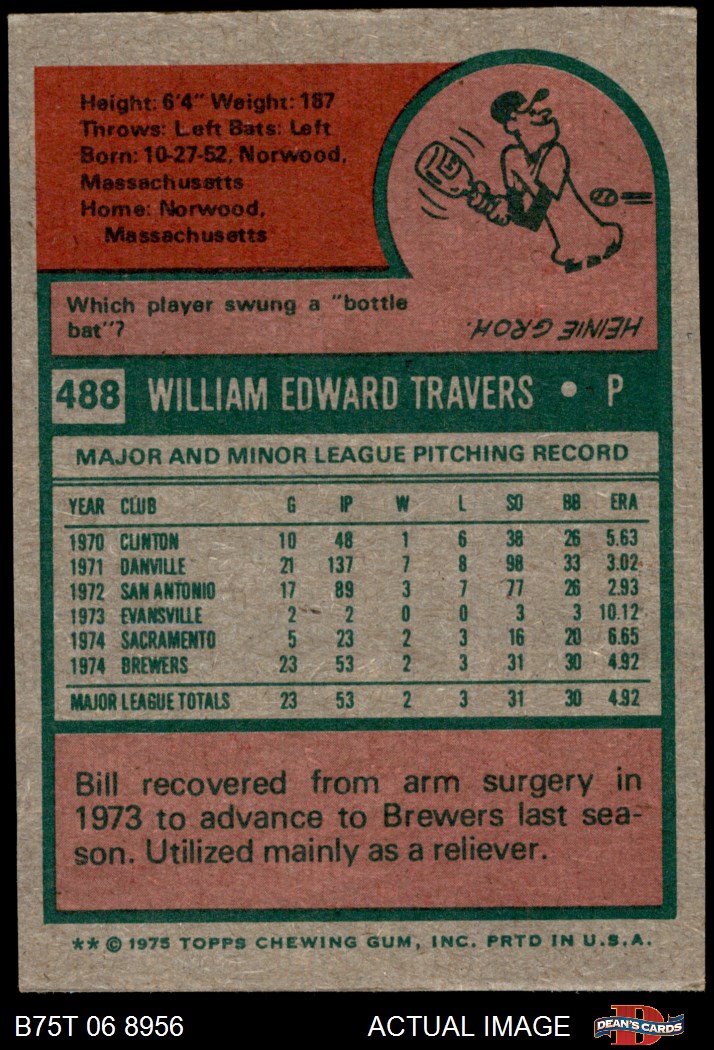 Height: 6'4" Weight: 187
Throws: Left Bats: Left
Born: 10-27-52, Norwood,
Massachusetts
Home: Norwood,
Massachusetts
Which player swung a "bottle
bat"?
HEINIE GROH.
488 WILLIAM EDWARD TRAVERS • P
MAJOR AND MINOR LEAGUE PITCHING RECORD
YEAR CLUB G IP W L SO BB ERA
1970 CLINTON 10 48 1 6 38 26 5.63
1971 DANVILLE 21 137 7 8 98 33 3.02
1972 SAN ANTONIO 17 89 3 7 77 26 2.93
1973 EVANSVILLE 2 2 0 0 3 3 10.12
1974 SACRAMENTO 5 23 2 3 16 20 6.65
1974 BREWERS 23 53 2 3 31 30 4.92
MAJOR LEAGUE TOTALS 23 53 2 3 31 30 4.92
Bill recovered from arm surgery in
1973 to advance to Brewers last sea-
son. Utilized mainly as a reliever.
** © 1975 TOPPS CHEWING GUM, INC. PRTD IN U.S.A.
B75T 06 8956 ACTUAL IMAGE DEAN'S CARDS